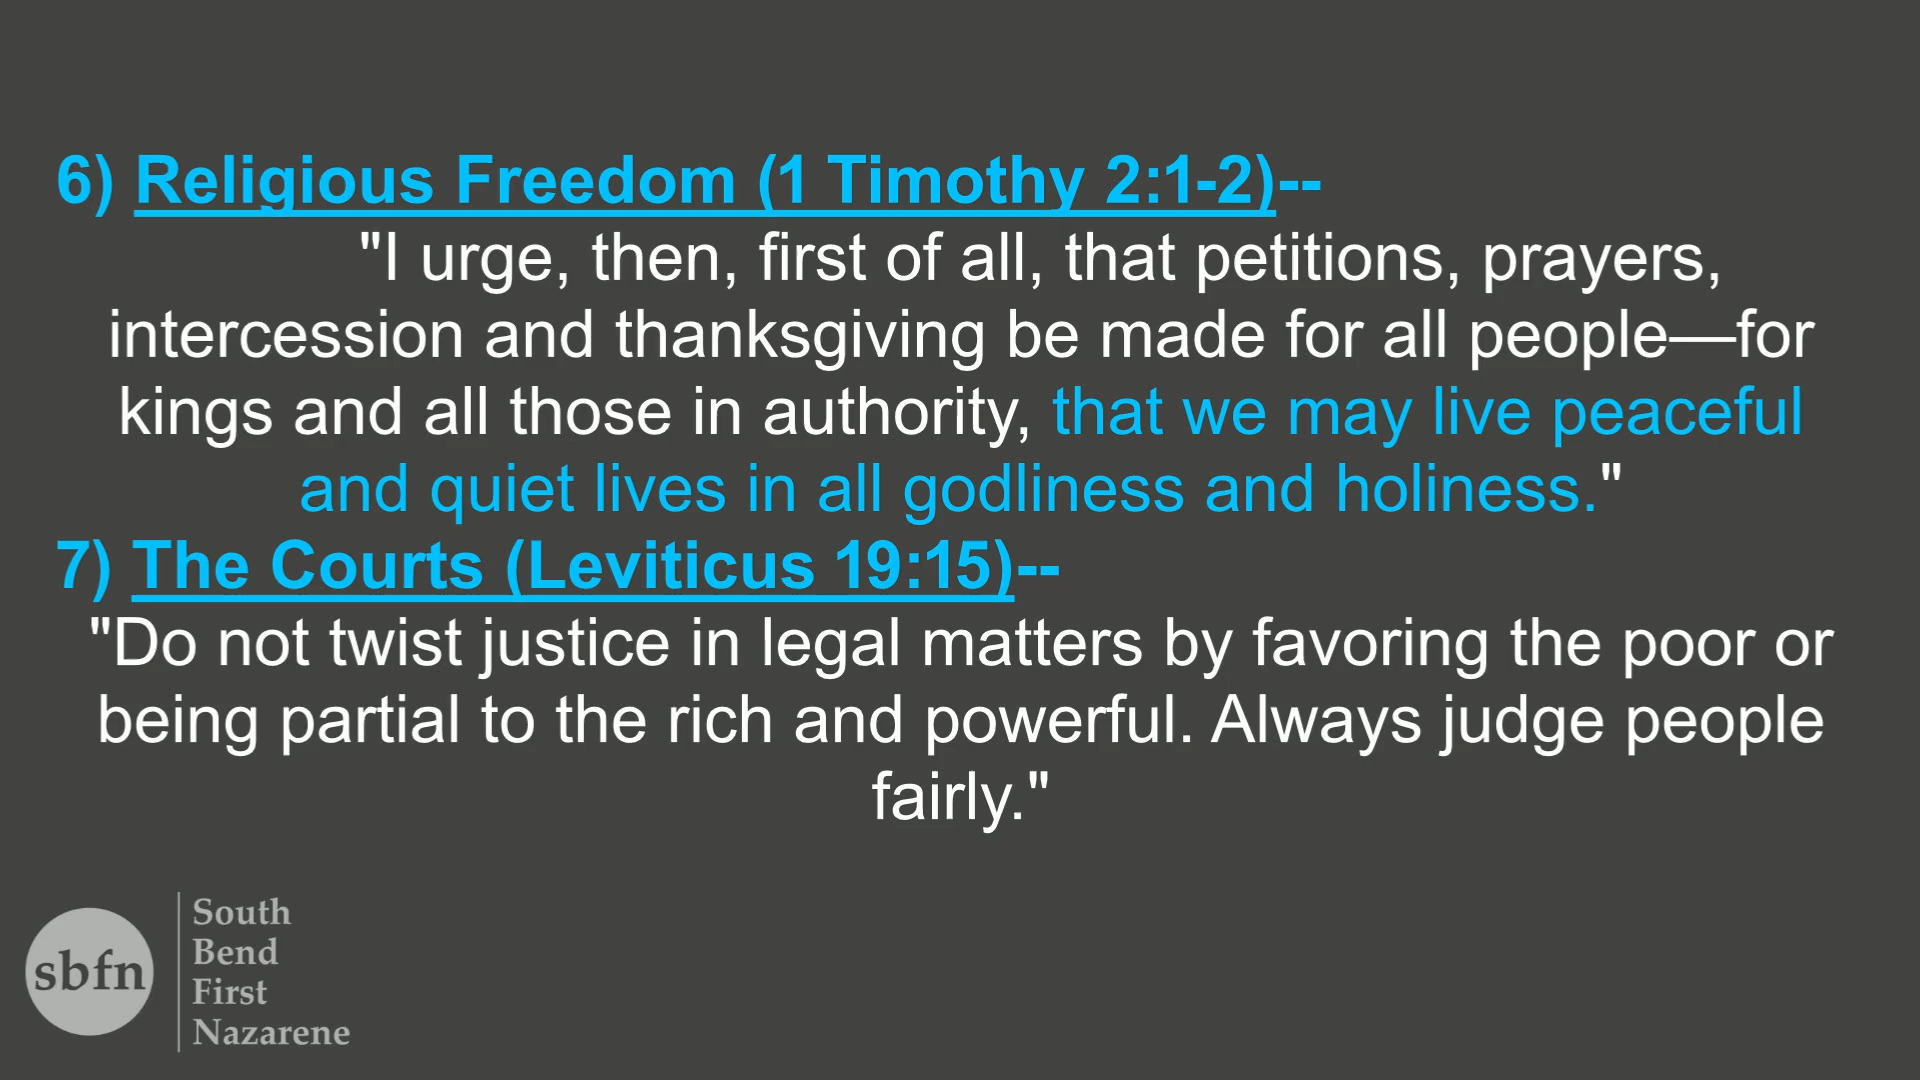 6) Religious Freedom (1 Timothy 2:1-2)--
"I urge, then, first of all, that petitions, prayers,
intercession and thanksgiving be made for all people—for
kings and all those in authority, that we may live peaceful
and quiet lives in all godliness and holiness."
7) The Courts (Leviticus 19:15)--
"Do not twist justice in legal matters by favoring the poor or
being partial to the rich and powerful. Always judge people
fairly."
sbfn
South
Bend
First
Nazarene